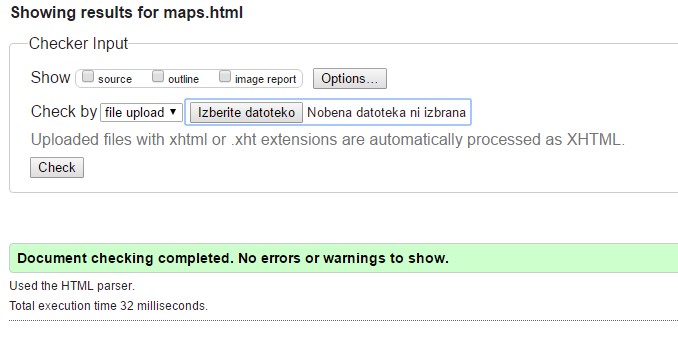 Showing results for maps.html
Checker Input
Show source outline image report Options...
Check by file upload Izberite datoteko Nobena datoteka ni izbrana
Uploaded files with xhtml or .xht extensions are automatically processed as XHTML.
Check
Document checking completed. No errors or warnings to show.
Used the HTML parser.
Total execution time 32 milliseconds.